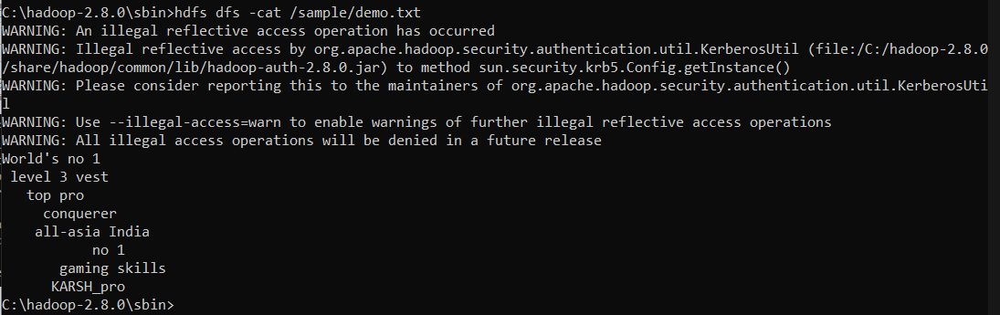 C:\hadoop-2.8.0\sbin>hdfs dfs -cat /sample/demo.txt
WARNING: An illegal reflective access operation has occurred
WARNING: Illegal reflective access by org.apache.hadoop.security.authentication.util.KerberosUtil (file:/C:/hadoop-2.8.0
/share/hadoop/common/lib/hadoop-auth-2.8.0.jar) to method sun.security.krb5.Config.getInstance()
WARNING: Please consider reporting this to the maintainers of org.apache.hadoop.security.authentication.util.KerberosUti
l
WARNING: Use --illegal-access=warn to enable warnings of further illegal reflective access operations
WARNING: All illegal access operations will be denied in a future release
World's no 1
 level 3 vest
   top pro
     conquerer
    all-asia India
           no 1
       gaming skills
      KARSH_pro
C:\hadoop-2.8.0\sbin>